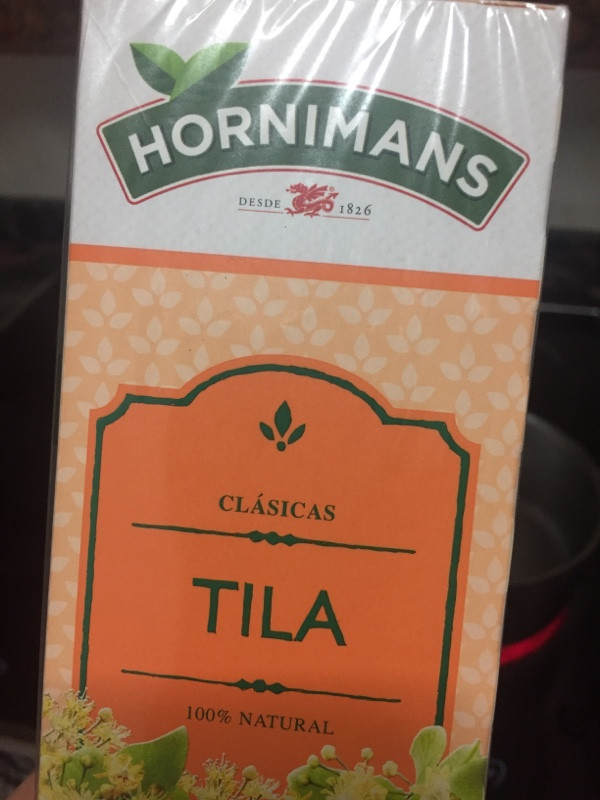 HORNIMANS
DESDE 1826
CLÁSICAS
TILA
100% NATURAL